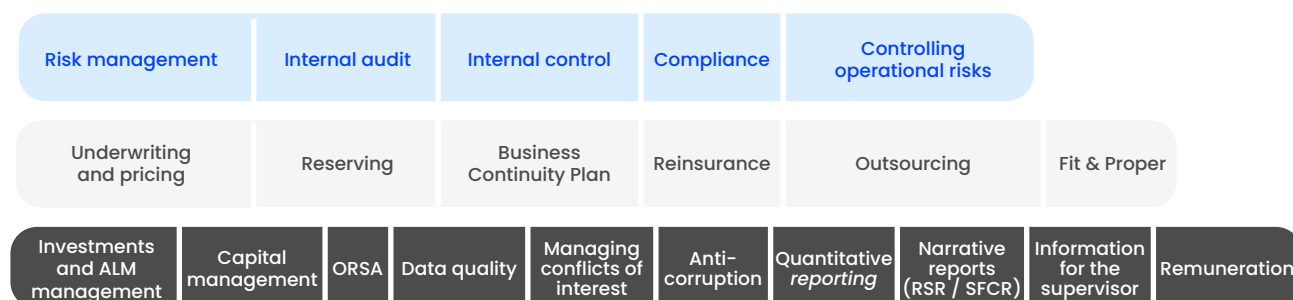 Risk management
Internal audit
Internal control
Compliance
Controlling
operational risks
Underwriting
and pricing
Reserving
Business
Continuity Plan
Reinsurance
Outsourcing
Fit & Proper
Investments
and ALM
management
Capital
management
ORSA
Data quality
Managing
conflicts of
interest
Anti-
corruption
Quantitative
reporting
Narrative
reports
(RSR / SFCR)
Information
for the
supervisor
Remuneration